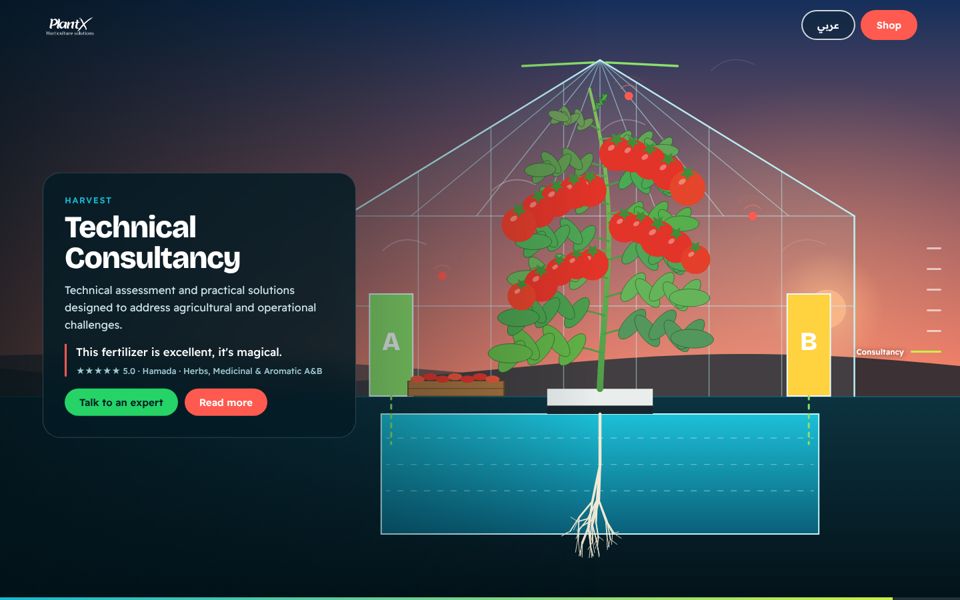 PlantX
Horticulture solutions
عربي
Shop
HARVEST
Technical
Consultancy
Technical assessment and practical solutions
designed to address agricultural and operational
challenges.
This fertilizer is excellent, it's magical.
★★★★★ 5.0 · Hamada · Herbs, Medicinal & Aromatic A&B
Talk to an expert
Read more
A
B
Consultancy